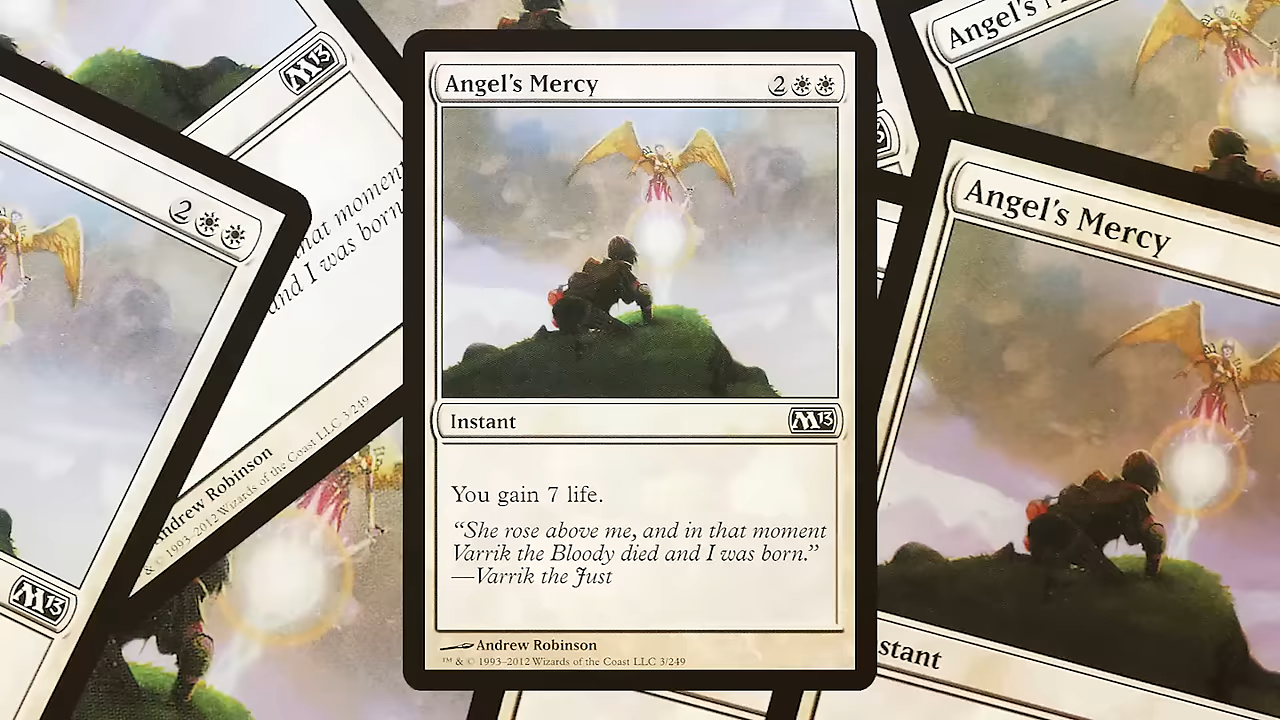 Angel's Mercy
2
Instant
M13
You gain 7 life.
“She rose above me, and in that moment
Varrik the Bloody died and I was born.”
—Varrik the Just
Andrew Robinson
™ & © 1993–2012 Wizards of the Coast LLC 3/249
M13
that moment
and I was born
Andrew Robinson
& © 1993–2012 Wizards of the Coast LLC 3/249
2
M13
Angel's
Angel's Mercy
stant